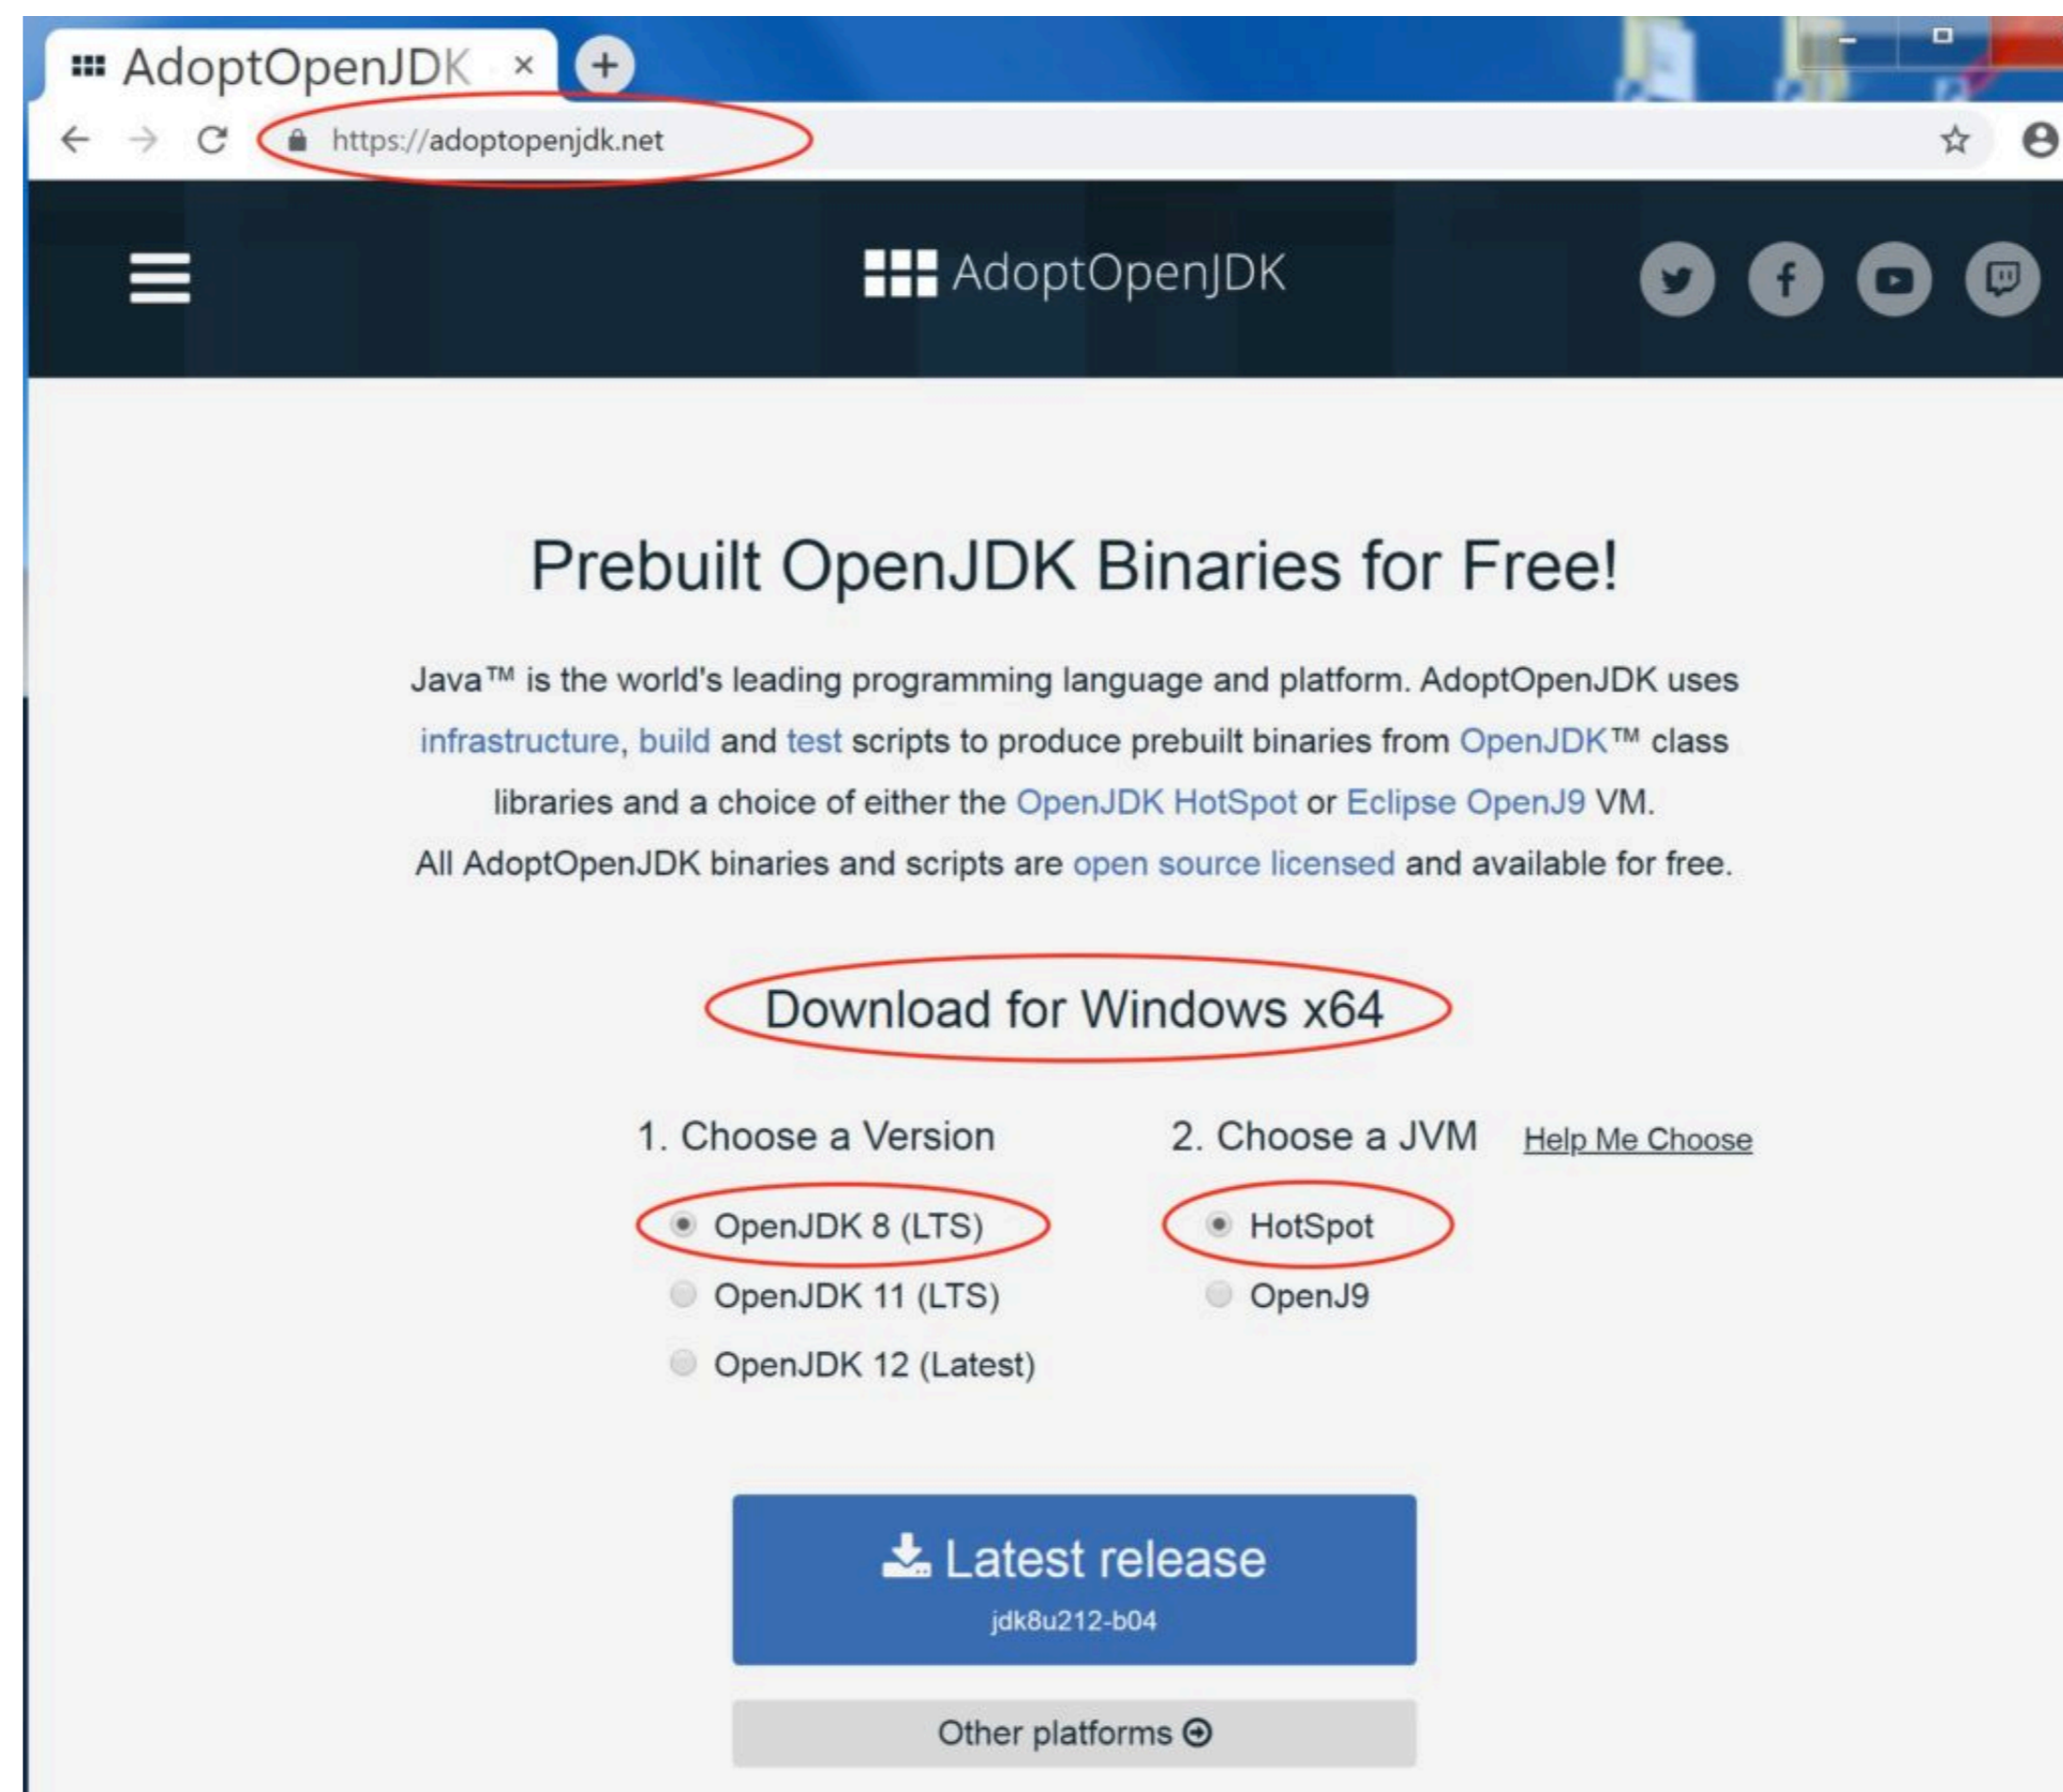 AdoptOpenJDK
https://adoptopenjdk.net
AdoptOpenJDK
Prebuilt OpenJDK Binaries for Free!
Java™ is the world's leading programming language and platform. AdoptOpenJDK uses
infrastructure, build and test scripts to produce prebuilt binaries from OpenJDK™ class
libraries and a choice of either the OpenJDK HotSpot or Eclipse OpenJ9 VM.
All AdoptOpenJDK binaries and scripts are open source licensed and available for free.
Download for Windows x64
1. Choose a Version
2. Choose a JVM Help Me Choose
OpenJDK 8 (LTS)
HotSpot
OpenJDK 11 (LTS)
OpenJ9
OpenJDK 12 (Latest)
Latest release
jdk8u212-b04
Other platforms